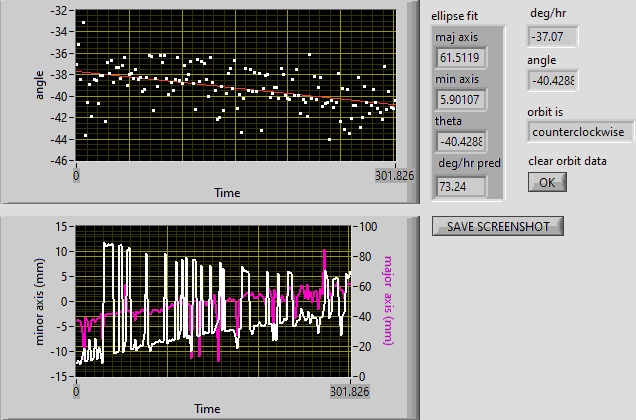 -32
-34
-36
-38
-40
-42
-44
-46
angle
0
301.826
Time
ellipse fit
maj axis
61.5119
min axis
5.90107
theta
-40.4288
deg/hr pred
73.24
deg/hr
-37.07
angle
-40.4288
orbit is
counterclockwise
clear orbit data
OK
SAVE SCREENSHOT
15
10
5
0
-5
-10
-15
minor axis (mm)
100
80
60
40
20
0
major axis (mm)
0
301.826
Time